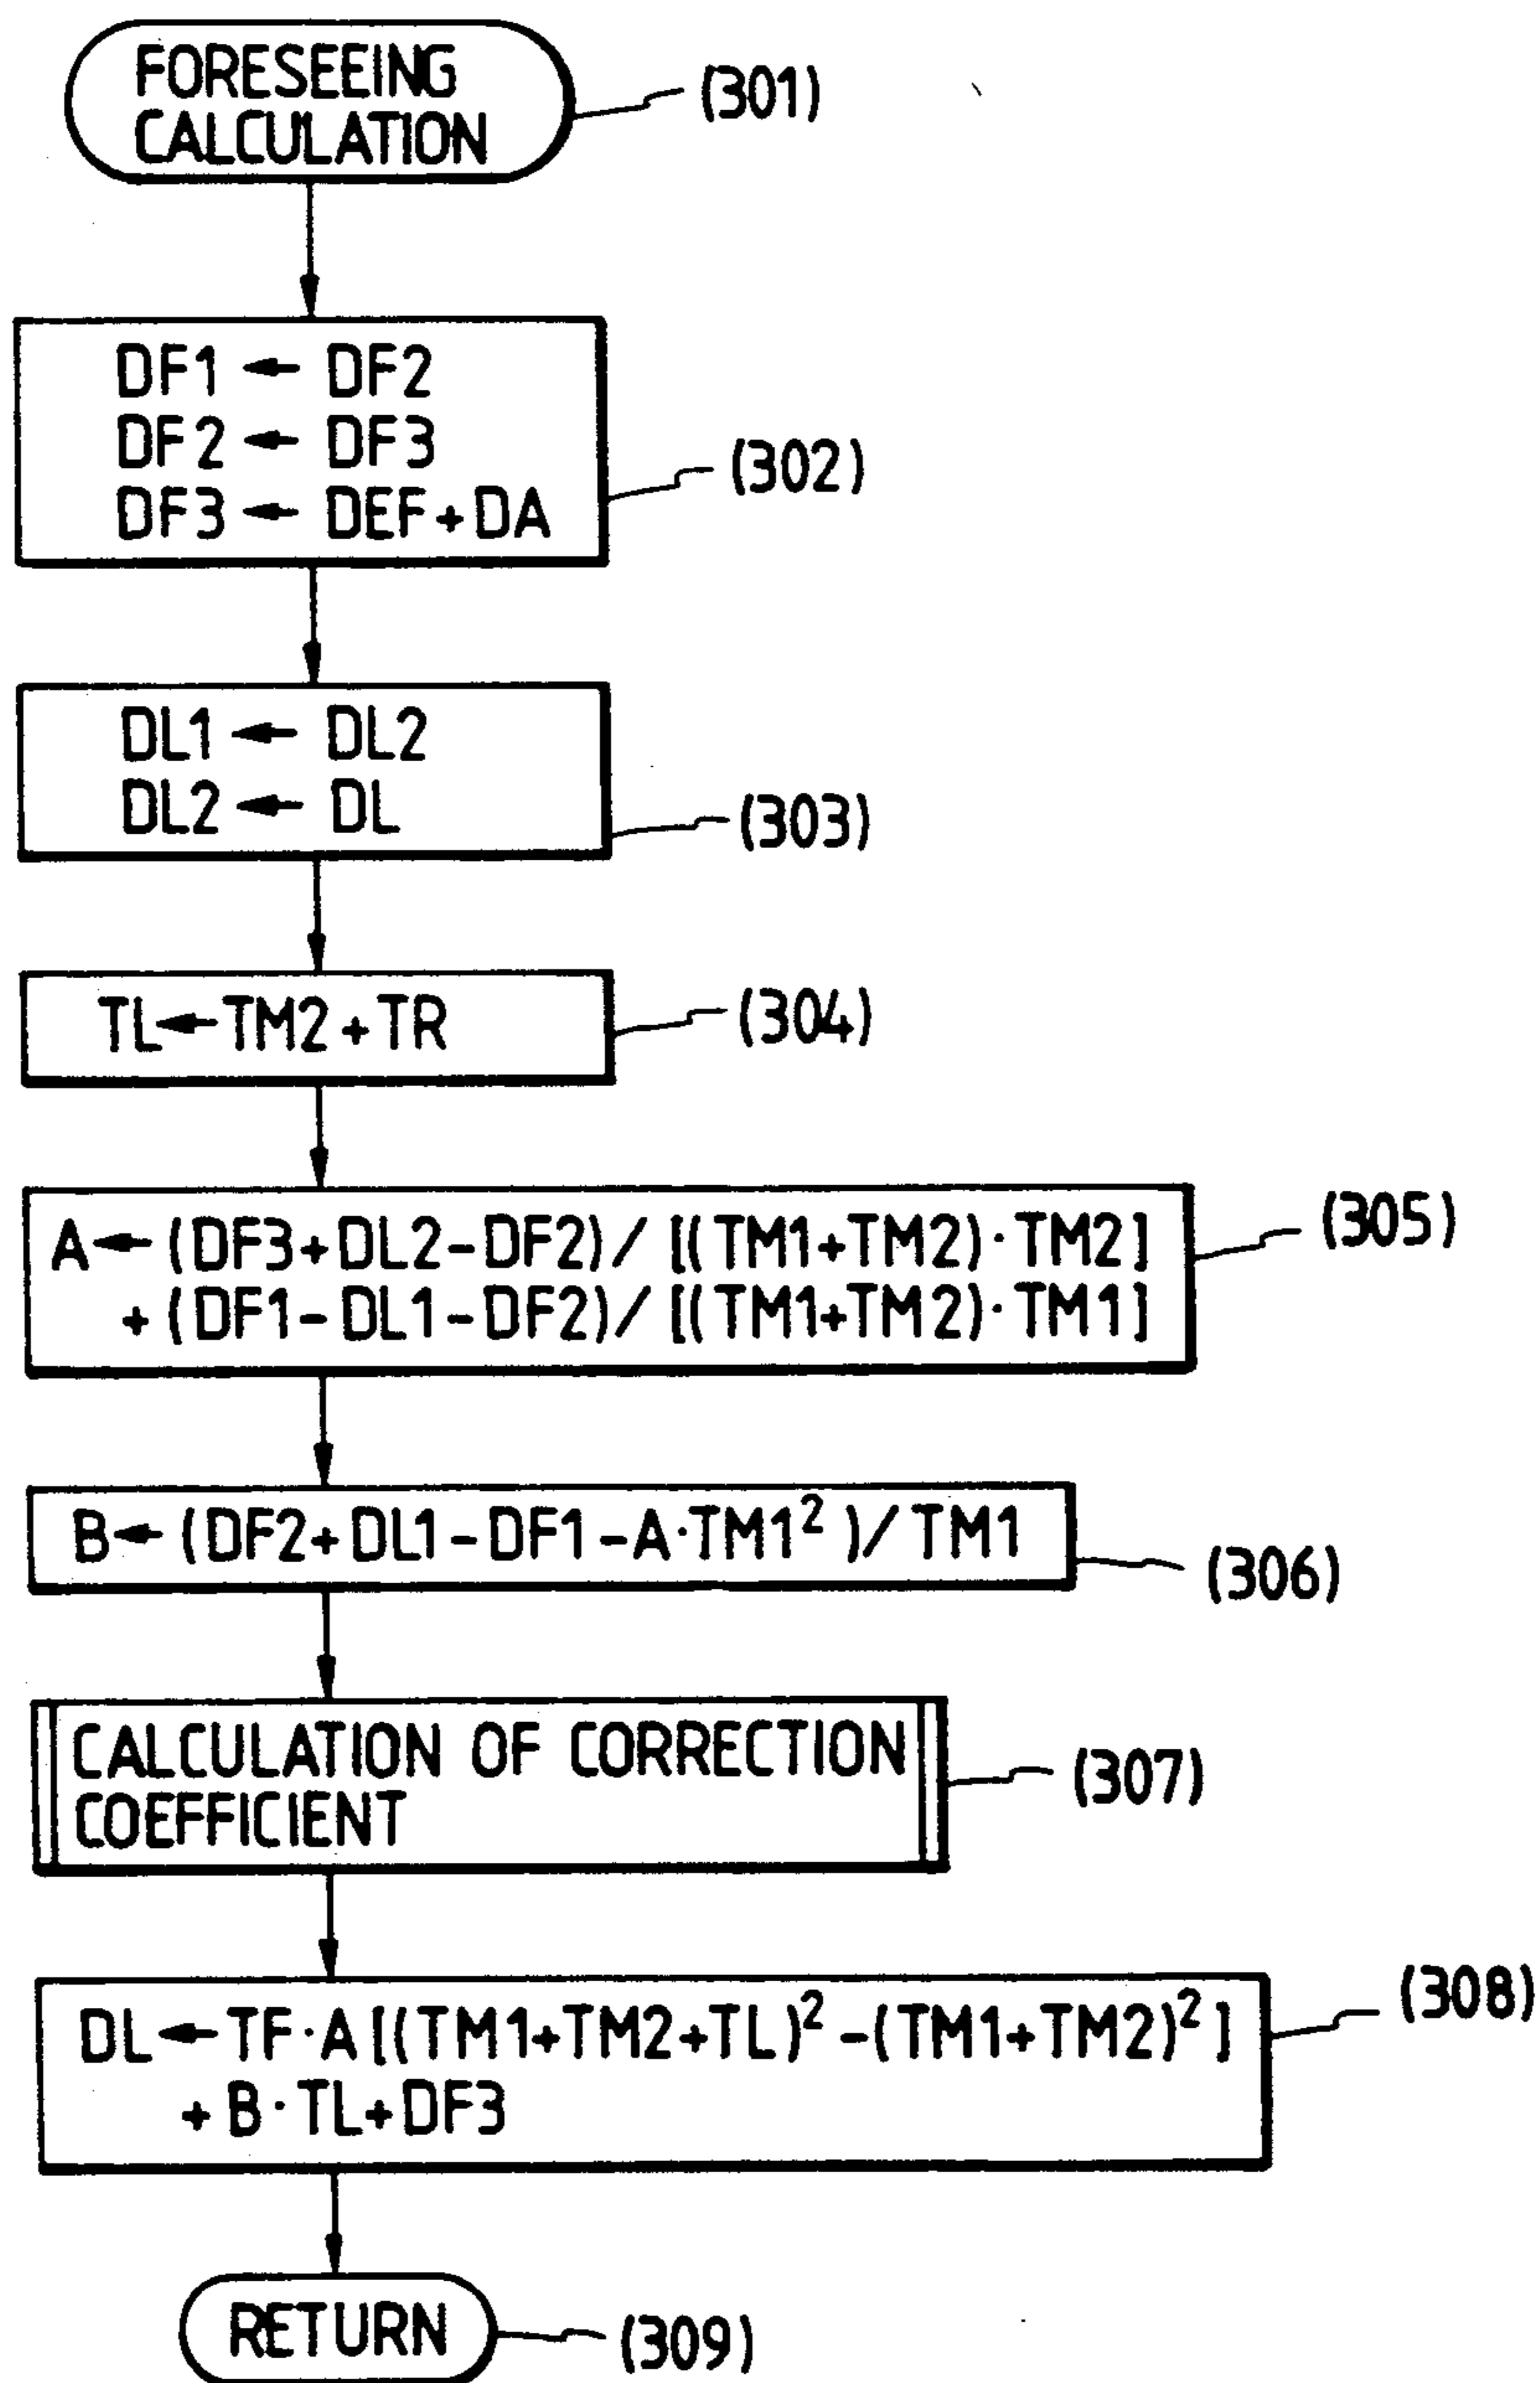 FORESEEING
CALCULATION
(301)
DF1 ← DF2
DF2 ← DF3
DF3 ← DEF + DA
(302)
DL1 ← DL2
DL2 ← DL
(303)
TL ← TM2 + TR
(304)
A ← (DF3+DL2-DF2)/[(TM1+TM2)·TM2]
+(DF1-DL1-DF2)/[(TM1+TM2)·TM1]
(305)
B ← (DF2+DL1-DF1-A·TM1²)/TM1
(306)
CALCULATION OF CORRECTION
COEFFICIENT
(307)
DL ← TF·A[(TM1+TM2+TL)²-(TM1+TM2)²]
+B·TL+DF3
(308)
RETURN
(309)